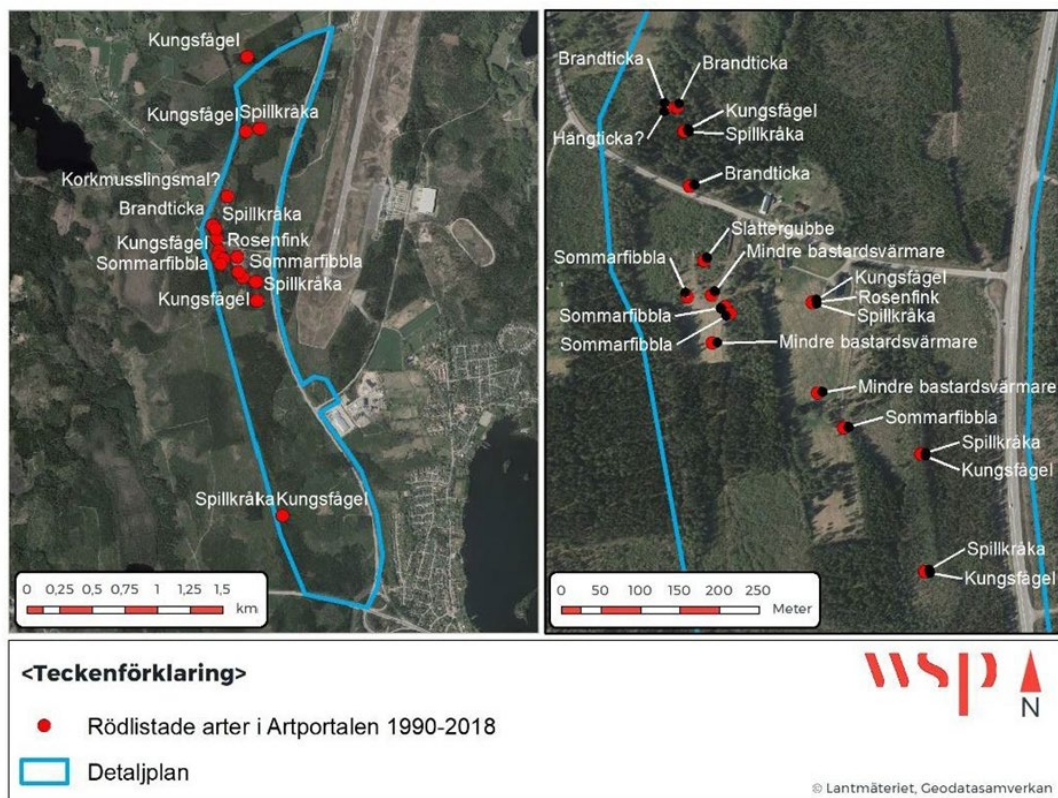 Kungsfågel
Kungsfågel
Spillkråka
Korkmusslingsmal?
Brandticka
Spillkråka
Kungsfågel
Rosenfink
Sommarfibbla
Sommarfibbla
Spillkråka
Kungsfågel
Spillkråka
Kungsfågel
0 0,25 0,75 1 1,25 1,5
km
Brandticka
Brandticka
Kungsfågel
Hängticka?
Spillkråka
Brandticka
Slåttergubbe
Sommarfibbla
Mindre bastardsvärmare
Kungsfågel
Rosenfink
Sommarfibbla
Spillkråka
Sommarfibbla
Mindre bastardsvärmare
Mindre bastardsvärmare
Sommarfibbla
Spillkråka
Kungsfågel
Spillkråka
Kungsfågel
0 50 100 150 200 250
Meter
<Teckenförklaring>
Rödlistade arter i Artportalen 1990-2018
Detaljplan
wsp
N
© Lantmäteriet, Geodatasamverkan